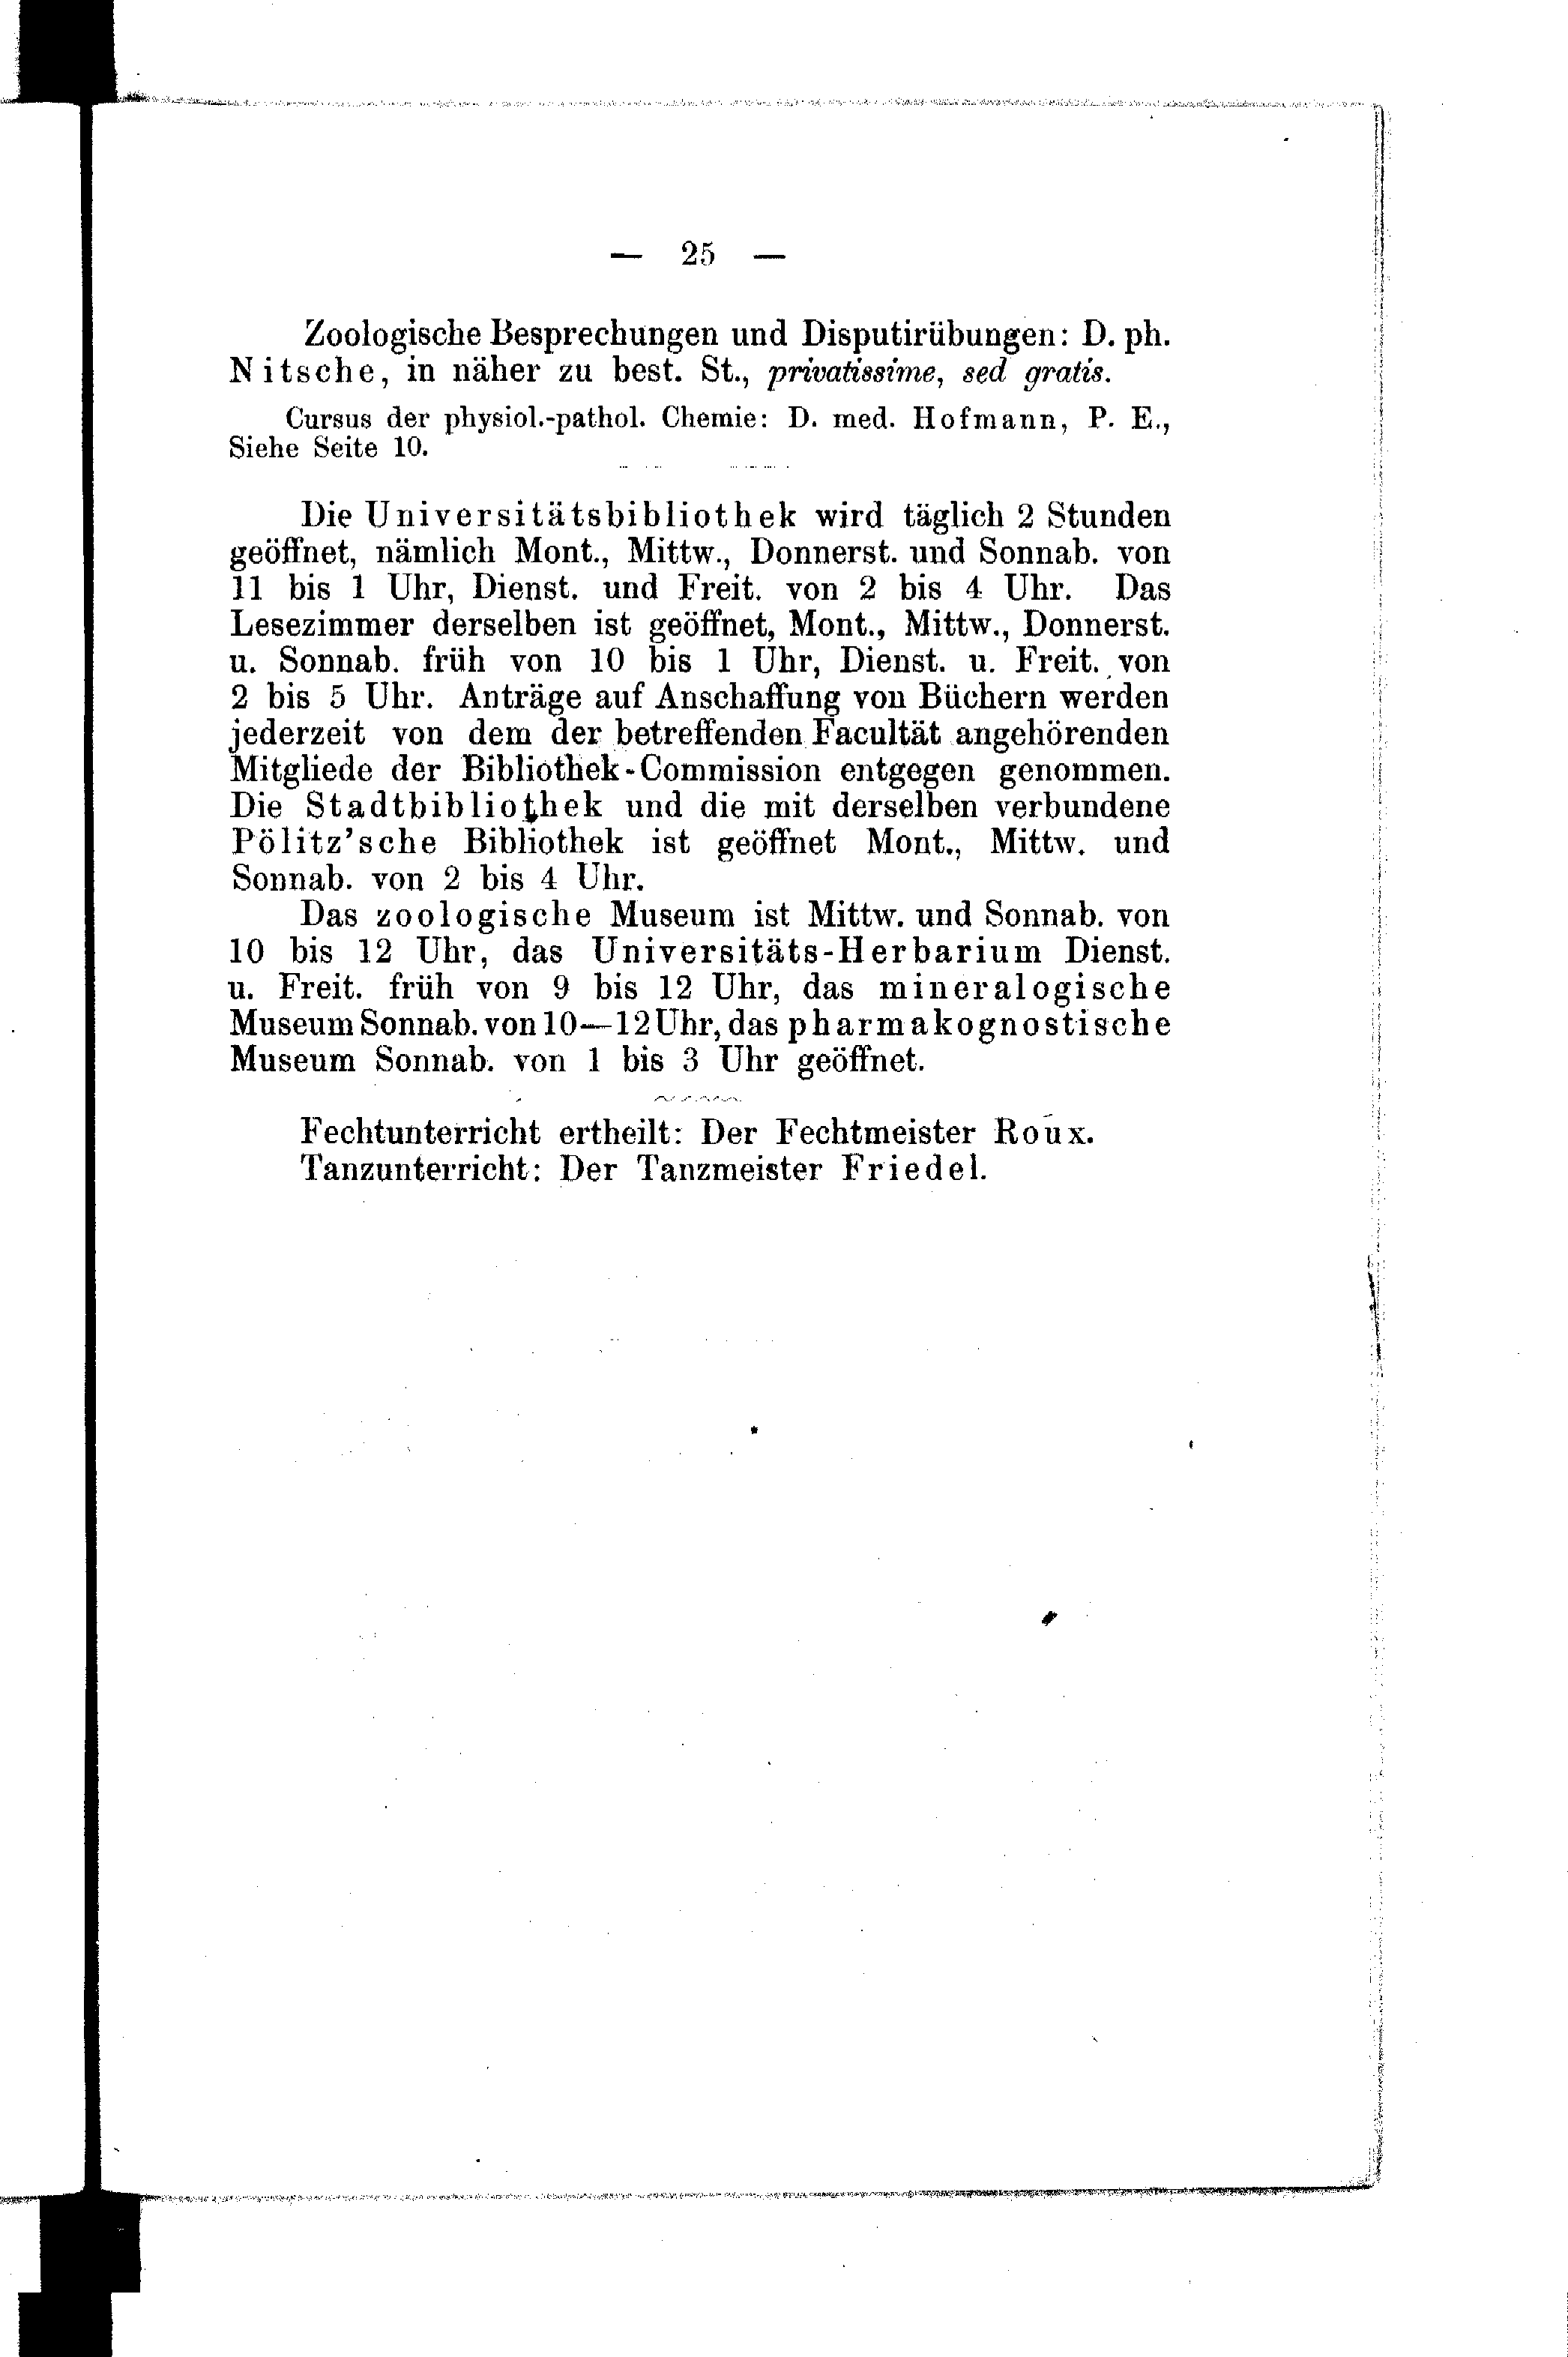 — 25 —
Zoologische Besprechungen und Disputirübungen: D. ph.
Nitsche, in näher zu best. St., privatissime, sed gratis.
Cursus der physiol.-pathol. Chemie: D. med. Hofmann, P. E.,
Siehe Seite 10.
Die Universitätsbibliothek wird täglich 2 Stunden
geöffnet, nämlich Mont., Mittw., Donnerst. und Sonnab. von
11 bis 1 Uhr, Dienst. und Freit. von 2 bis 4 Uhr. Das
Lesezimmer derselben ist geöffnet, Mont., Mittw., Donnerst.
u. Sonnab. früh von 10 bis 1 Uhr, Dienst. u. Freit. von
2 bis 5 Uhr. Anträge auf Anschaffung von Büchern werden
jederzeit von dem der betreffenden Facultät angehörenden
Mitgliede der Bibliothek-Commission entgegen genommen.
Die Stadtbibliothek und die mit derselben verbundene
Pölitz'sche Bibliothek ist geöffnet Mont., Mittw. und
Sonnab. von 2 bis 4 Uhr.
Das zoologische Museum ist Mittw. und Sonnab. von
10 bis 12 Uhr, das Universitäts-Herbarium Dienst.
u. Freit. früh von 9 bis 12 Uhr, das mineralogische
Museum Sonnab. von 10—12 Uhr, das pharmakognostische
Museum Sonnab. von 1 bis 3 Uhr geöffnet.
Fechtunterricht ertheilt: Der Fechtmeister Roux.
Tanzunterricht: Der Tanzmeister Friedel.